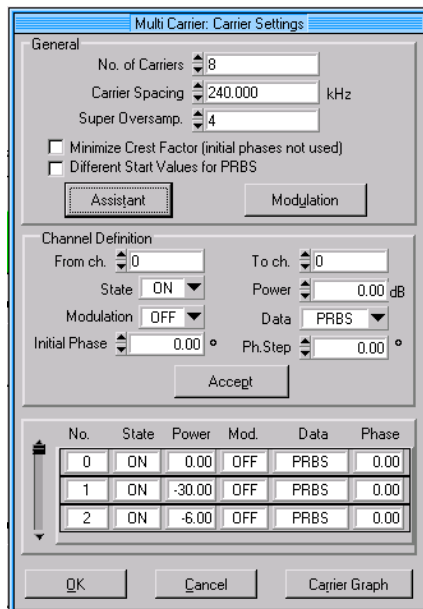 Multi Carrier: Carrier Settings
General
No. of Carriers 8
Carrier Spacing 240.000 kHz
Super Oversamp. 4
Minimize Crest Factor (initial phases not used)
Different Start Values for PRBS
Assistant Modulation
Channel Definition
From ch. 0 To ch. 0
State ON Power 0.00 dB
Modulation OFF Data PRBS
Initial Phase 0.00 ° Ph.Step 0.00 °
Accept
No. State Power Mod. Data Phase
0 ON 0.00 OFF PRBS 0.00
1 ON -30.00 OFF PRBS 0.00
2 ON -6.00 OFF PRBS 0.00
OK Cancel Carrier Graph